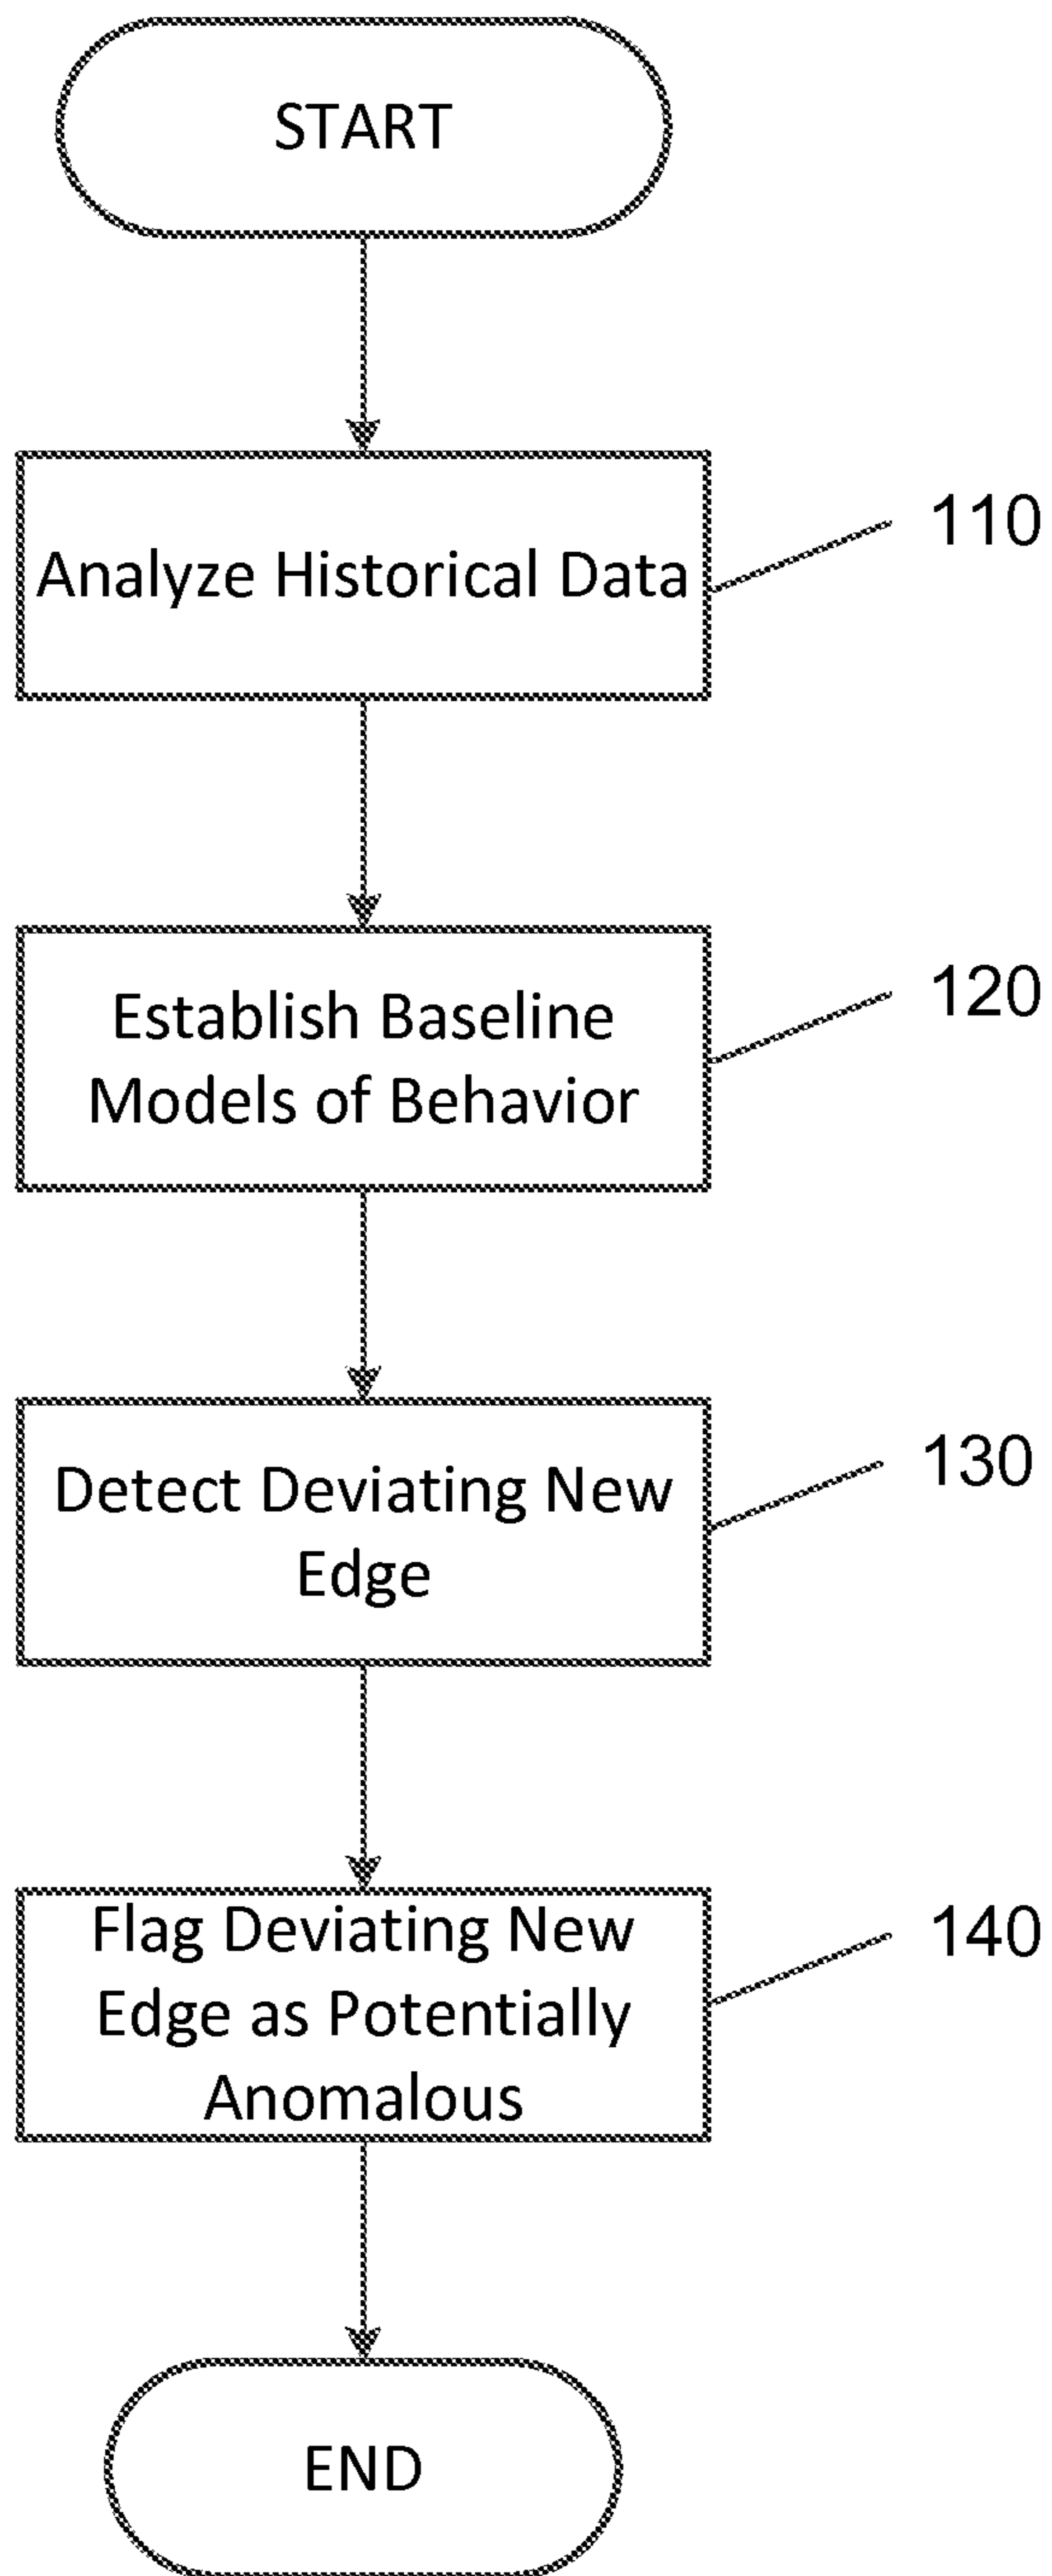 START
Analyze Historical Data
110
Establish Baseline
Models of Behavior
120
Detect Deviating New
Edge
130
Flag Deviating New
Edge as Potentially
Anomalous
140
END